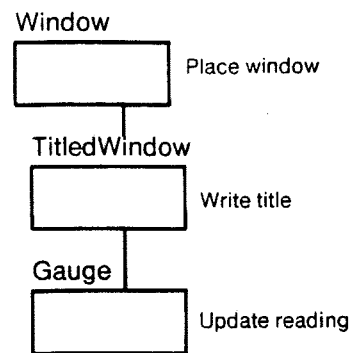 Window
Place window
TitledWindow
Write title
Gauge
Update reading